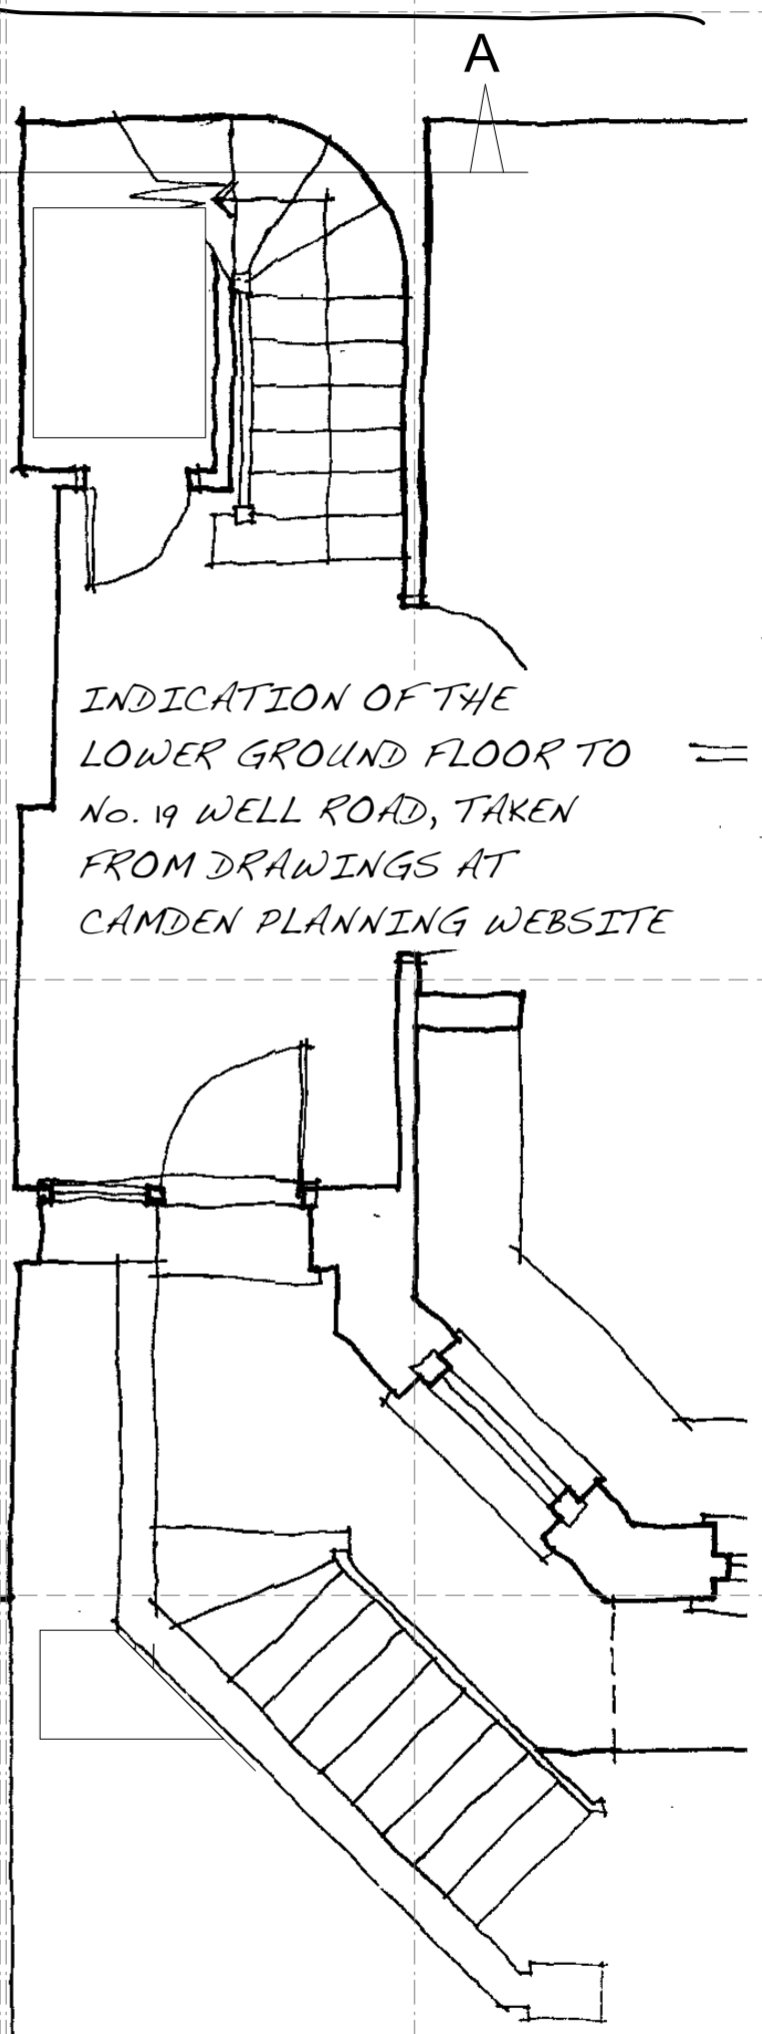 A
INDICATION OF THE
LOWER GROUND FLOOR TO
No. 19 WELL ROAD, TAKEN
FROM DRAWINGS AT
CAMDEN PLANNING WEBSITE